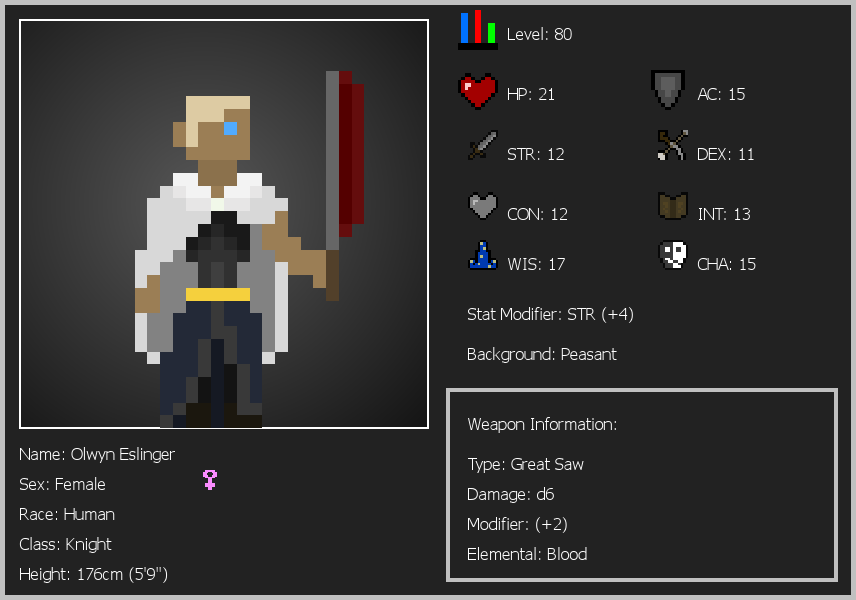 Level: 80
HP: 21
AC: 15
STR: 12
DEX: 11
CON: 12
INT: 13
WIS: 17
CHA: 15
Stat Modifier: STR (+4)
Background: Peasant
Weapon Information:
Type: Great Saw
Damage: d6
Modifier: (+2)
Elemental: Blood
Name: Olwyn Eslinger
Sex: Female
Race: Human
Class: Knight
Height: 176cm (5'9")